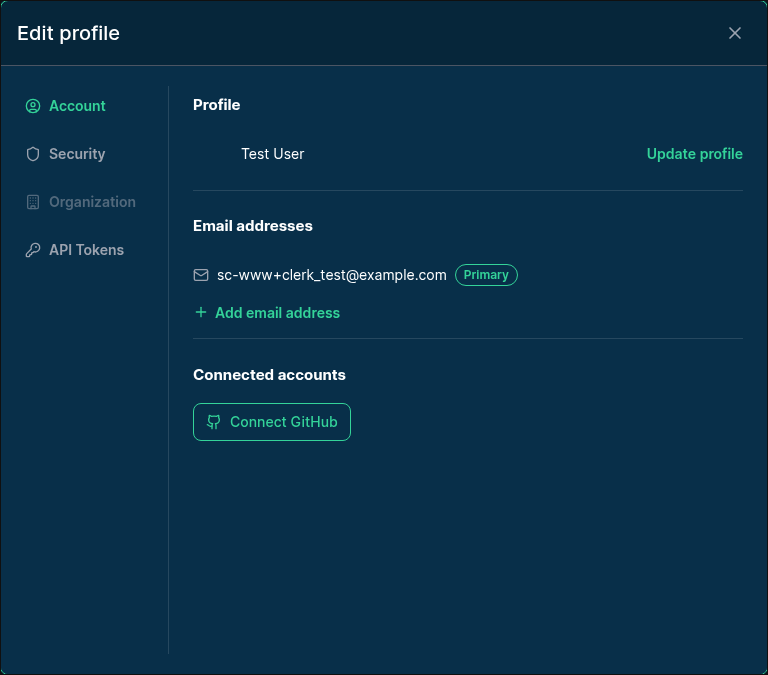 Edit profile
Account
Security
Organization
API Tokens
Profile
Test User
Update profile
Email addresses
sc-www+clerk_test@example.com Primary
Add email address
Connected accounts
Connect GitHub